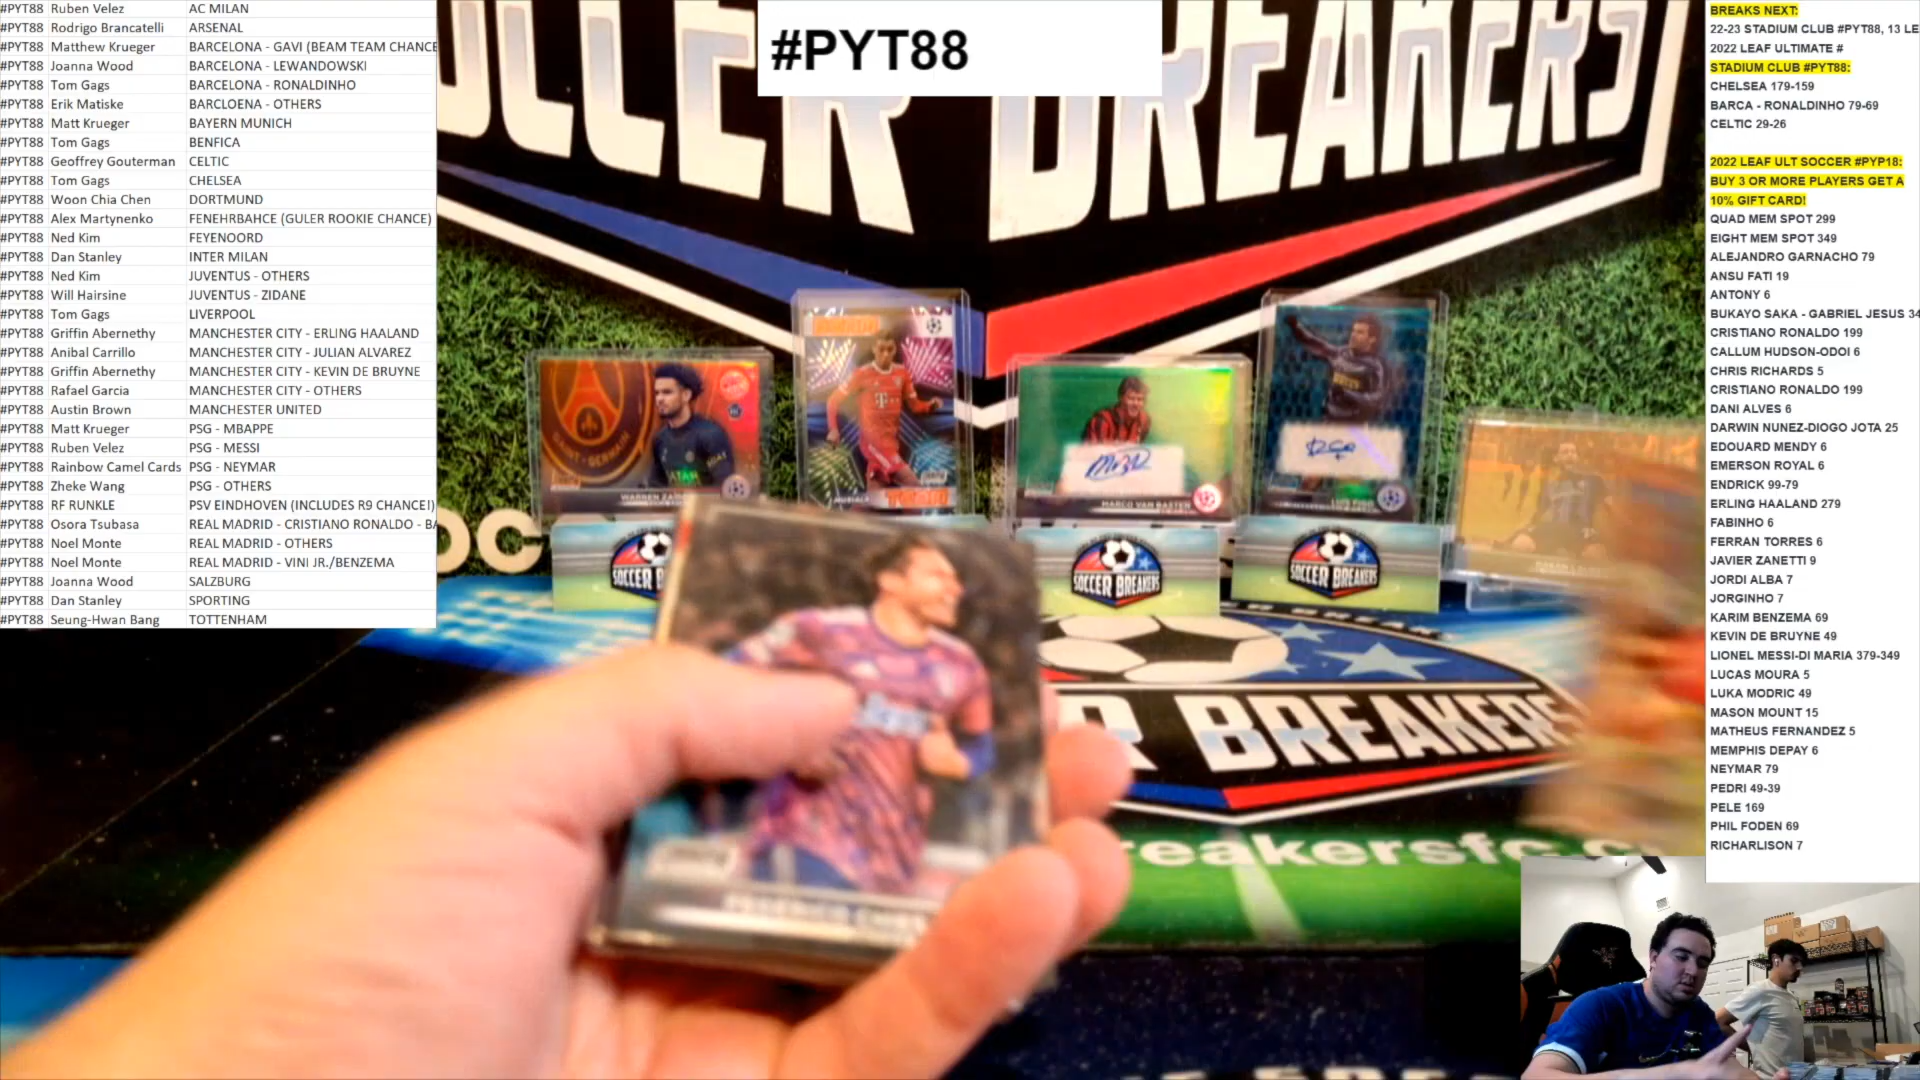 #PYT88 Ruben Velez AC MILAN
#PYT88 Rodrigo Brancatelli ARSENAL
#PYT88 Matthew Krueger BARCELONA - GAVI (BEAM TEAM CHANCE
#PYT88 Joanna Wood BARCELONA - LEWANDOWSKI
#PYT88 Tom Gags BARCELONA - RONALDINHO
#PYT88 Erik Matiske BARCLOENA - OTHERS
#PYT88 Matt Krueger BAYERN MUNICH
#PYT88 Tom Gags BENFICA
#PYT88 Geoffrey Gouterman CELTIC
#PYT88 Tom Gags CHELSEA
#PYT88 Woon Chia Chen DORTMUND
#PYT88 Alex Martynenko FENEHRBAHCE (GULER ROOKIE CHANCE)
#PYT88 Ned Kim FEYENOORD
#PYT88 Dan Stanley INTER MILAN
#PYT88 Ned Kim JUVENTUS - OTHERS
#PYT88 Will Hairsine JUVENTUS - ZIDANE
#PYT88 Tom Gags LIVERPOOL
#PYT88 Griffin Abernethy MANCHESTER CITY - ERLING HAALAND
#PYT88 Anibal Carrillo MANCHESTER CITY - JULIAN ALVAREZ
#PYT88 Griffin Abernethy MANCHESTER CITY - KEVIN DE BRUYNE
#PYT88 Rafael Garcia MANCHESTER CITY - OTHERS
#PYT88 Austin Brown MANCHESTER UNITED
#PYT88 Matt Krueger PSG - MBAPPE
#PYT88 Ruben Velez PSG - MESSI
#PYT88 Rainbow Camel Cards PSG - NEYMAR
#PYT88 Zheke Wang PSG - OTHERS
#PYT88 RF RUNKLE PSV EINDHOVEN (INCLUDES R9 CHANCE!)
#PYT88 Osora Tsubasa REAL MADRID - CRISTIANO RONALDO - BA
#PYT88 Noel Monte REAL MADRID - OTHERS
#PYT88 Noel Monte REAL MADRID - VINI JR./BENZEMA
#PYT88 Joanna Wood SALZBURG
#PYT88 Dan Stanley SPORTING
#PYT88 Seung-Hwan Bang TOTTENHAM
#PYT88
BREAKERS
MARCO VAN BASTEN
SOCCER BREAKERS
SOCCER BREAKERS
BREAKERS
FEDERICO
BREAKS NEXT:
22-23 STADIUM CLUB #PYT88, 13 LE
2022 LEAF ULTIMATE #
STADIUM CLUB #PYT88:
CHELSEA 179-159
BARCA - RONALDINHO 79-69
CELTIC 29-26
2022 LEAF ULT SOCCER #PYP18:
BUY 3 OR MORE PLAYERS GET A
10% GIFT CARD!
QUAD MEM SPOT 299
EIGHT MEM SPOT 349
ALEJANDRO GARNACHO 79
ANSU FATI 19
ANTONY 6
BUKAYO SAKA - GABRIEL JESUS 34
CRISTIANO RONALDO 199
CALLUM HUDSON-ODOI 6
CHRIS RICHARDS 5
CRISTIANO RONALDO 199
DANI ALVES 6
DARWIN NUNEZ-DIOGO JOTA 25
EDOUARD MENDY 6
EMERSON ROYAL 6
ENDRICK 99-79
ERLING HAALAND 279
FABINHO 6
FERRAN TORRES 6
JAVIER ZANETTI 9
JORDI ALBA 7
JORGINHO 7
KARIM BENZEMA 69
KEVIN DE BRUYNE 49
LIONEL MESSI-DI MARIA 379-349
LUCAS MOURA 5
LUKA MODRIC 49
MASON MOUNT 15
MATHEUS FERNANDEZ 5
MEMPHIS DEPAY 6
NEYMAR 79
PEDRI 49-39
PELE 169
PHIL FODEN 69
RICHARLISON 7